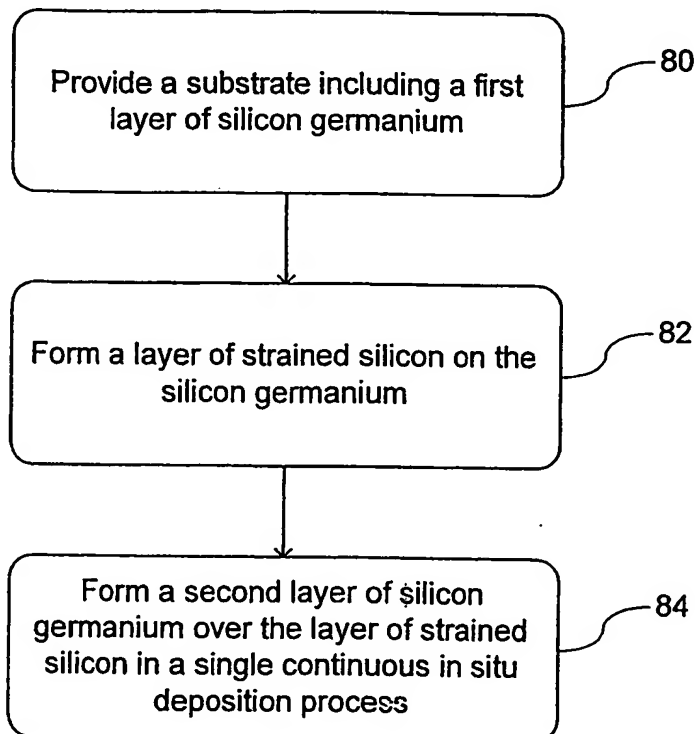 Provide a substrate including a first
layer of silicon germanium
80
Form a layer of strained silicon on the
silicon germanium
82
Form a second layer of silicon
germanium over the layer of strained
silicon in a single continuous in situ
deposition process
84